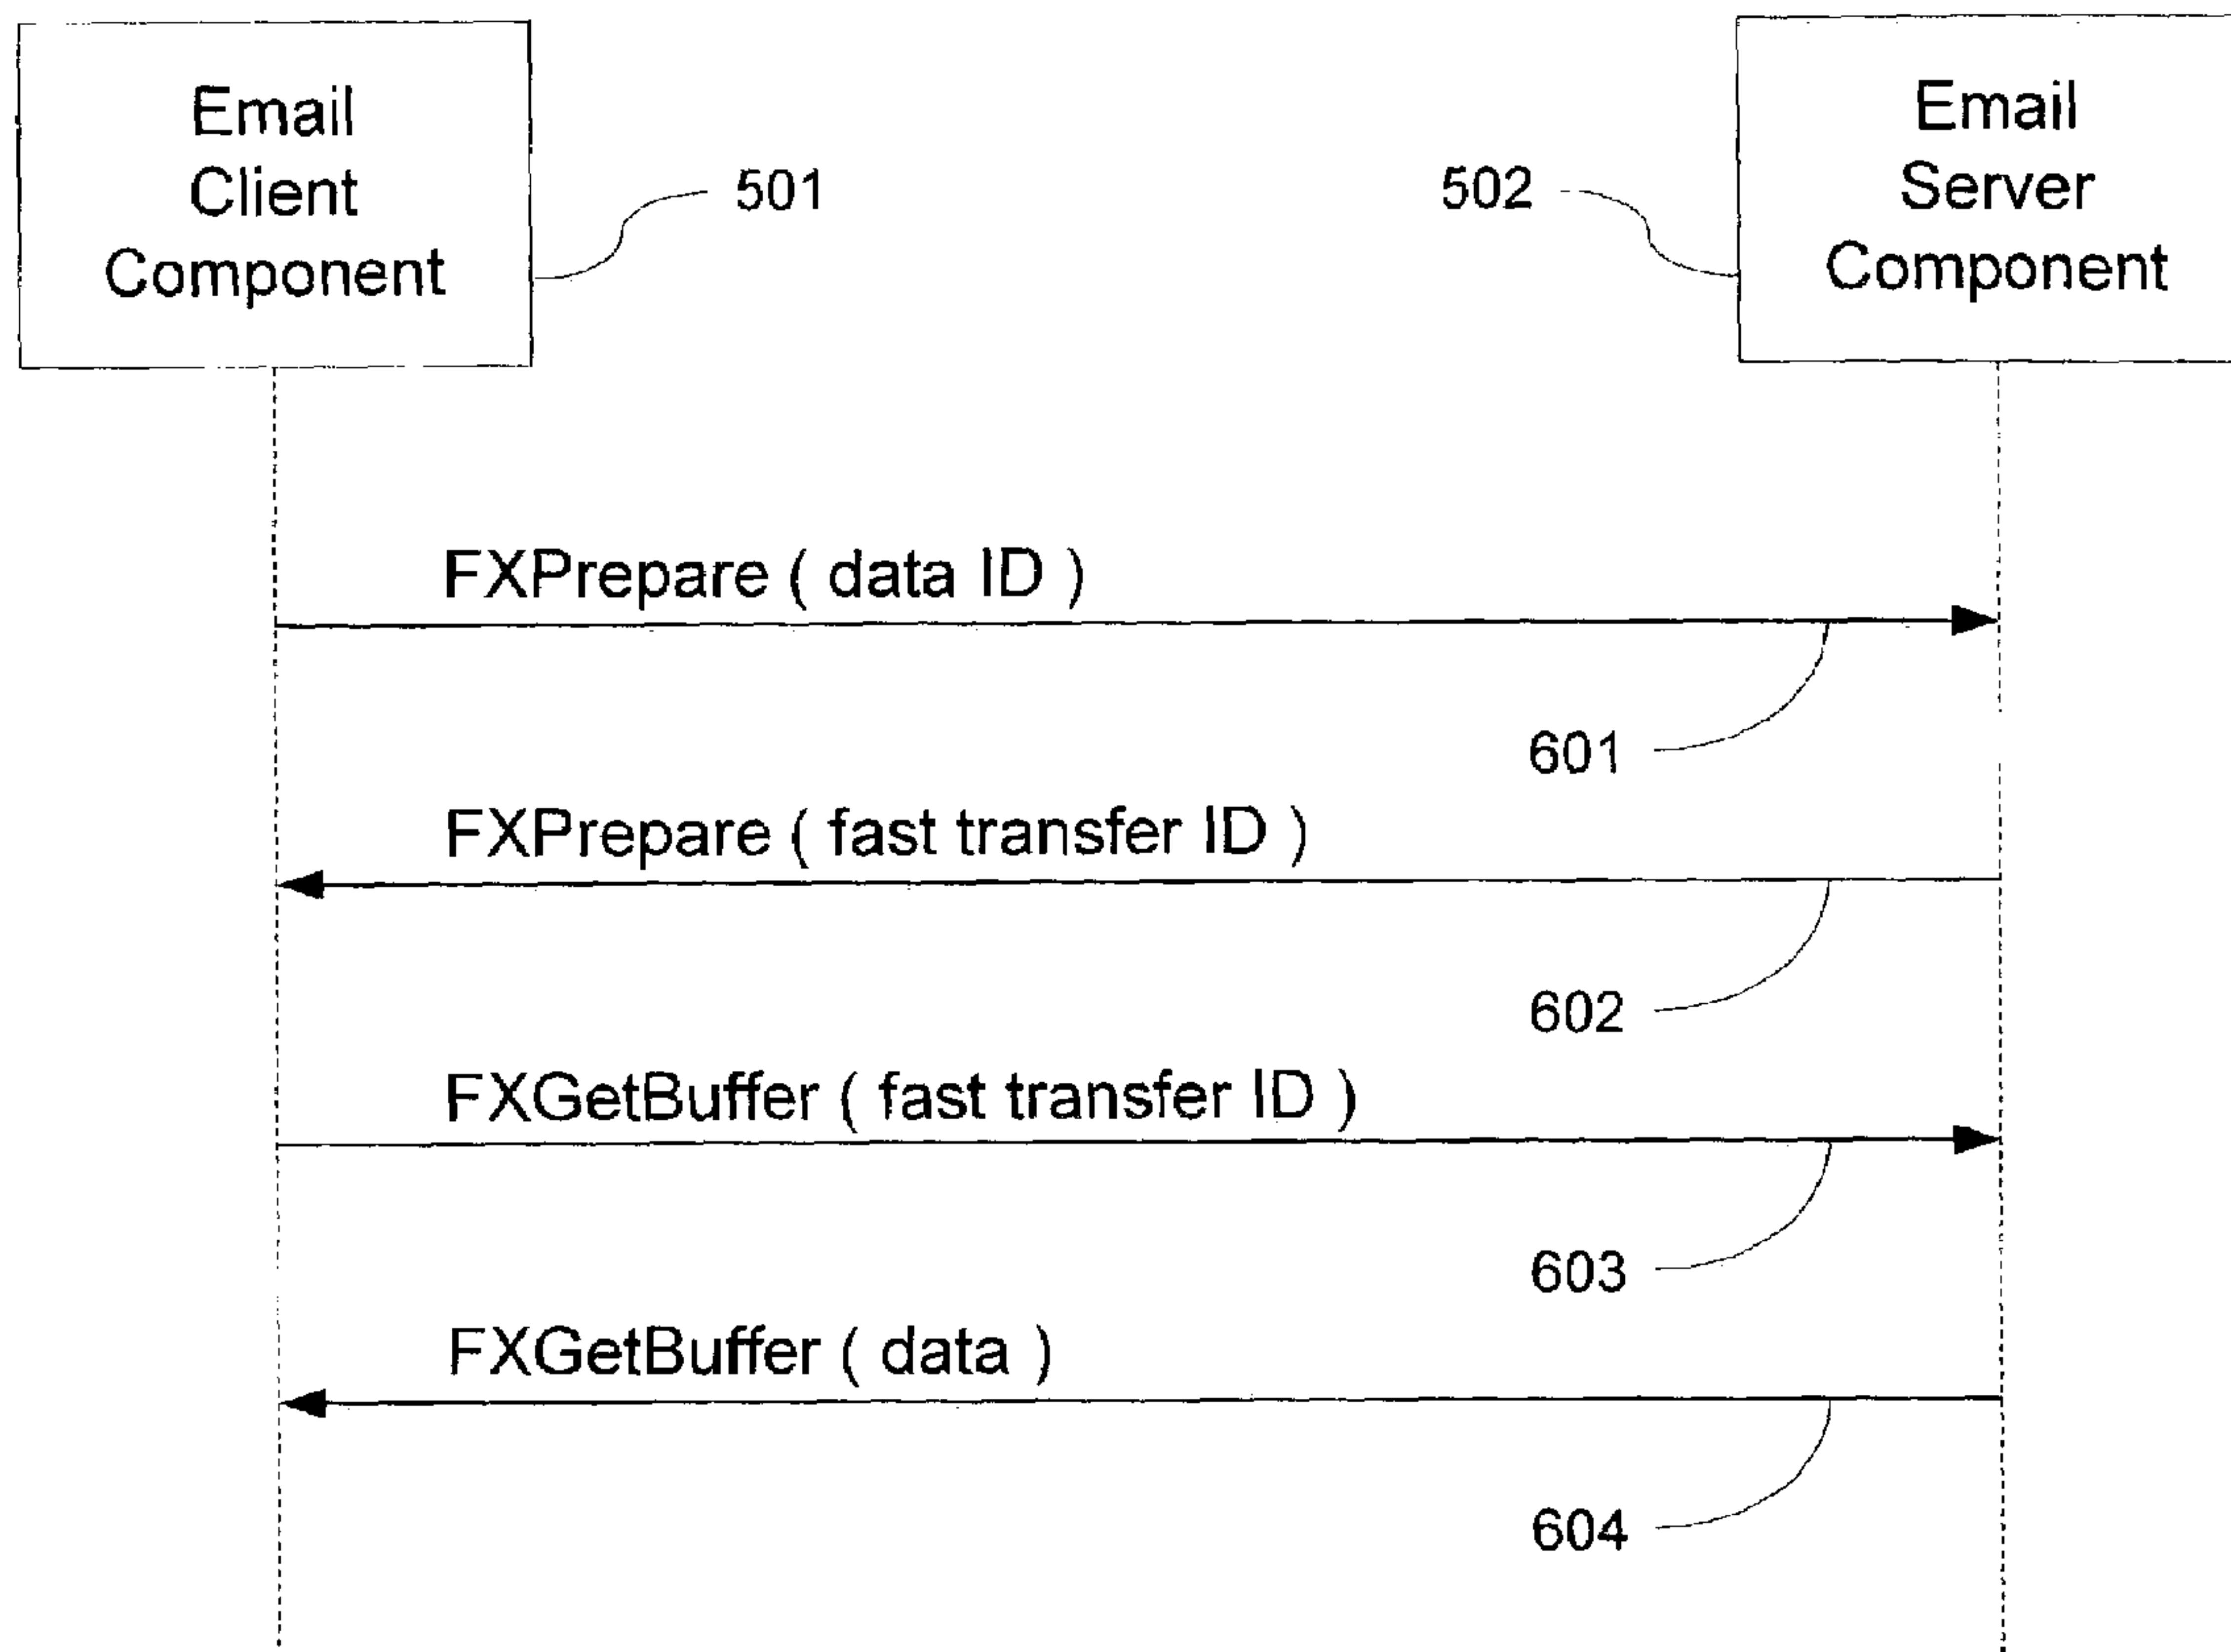 Email
Client
Component
501
502
Email
Server
Component
FXPrepare ( data ID )
601
FXPrepare ( fast transfer ID )
602
FXGetBuffer ( fast transfer ID )
603
FXGetBuffer ( data )
604